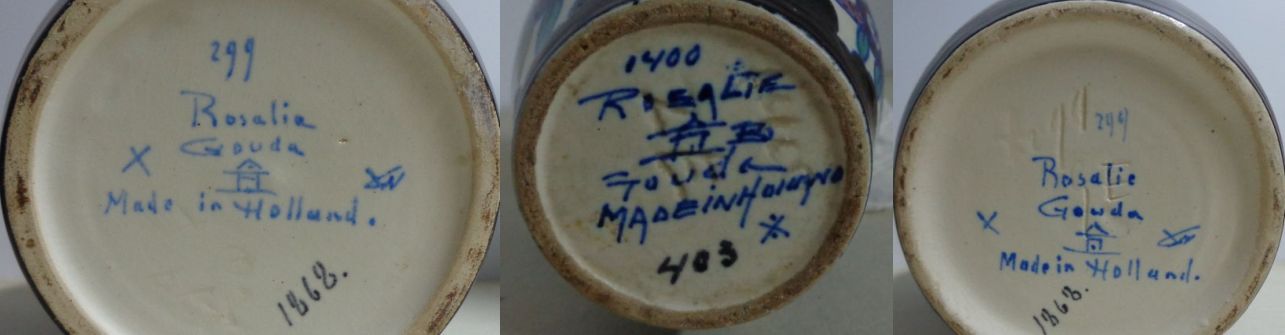 299
Rosalie
Gouda
X
Made in Holland.
1868.
1400
ROSALIE
B
Gouda
MADE IN HOLLAND
403
299
Rosalie
Gouda
X
Made in Holland.
1868.